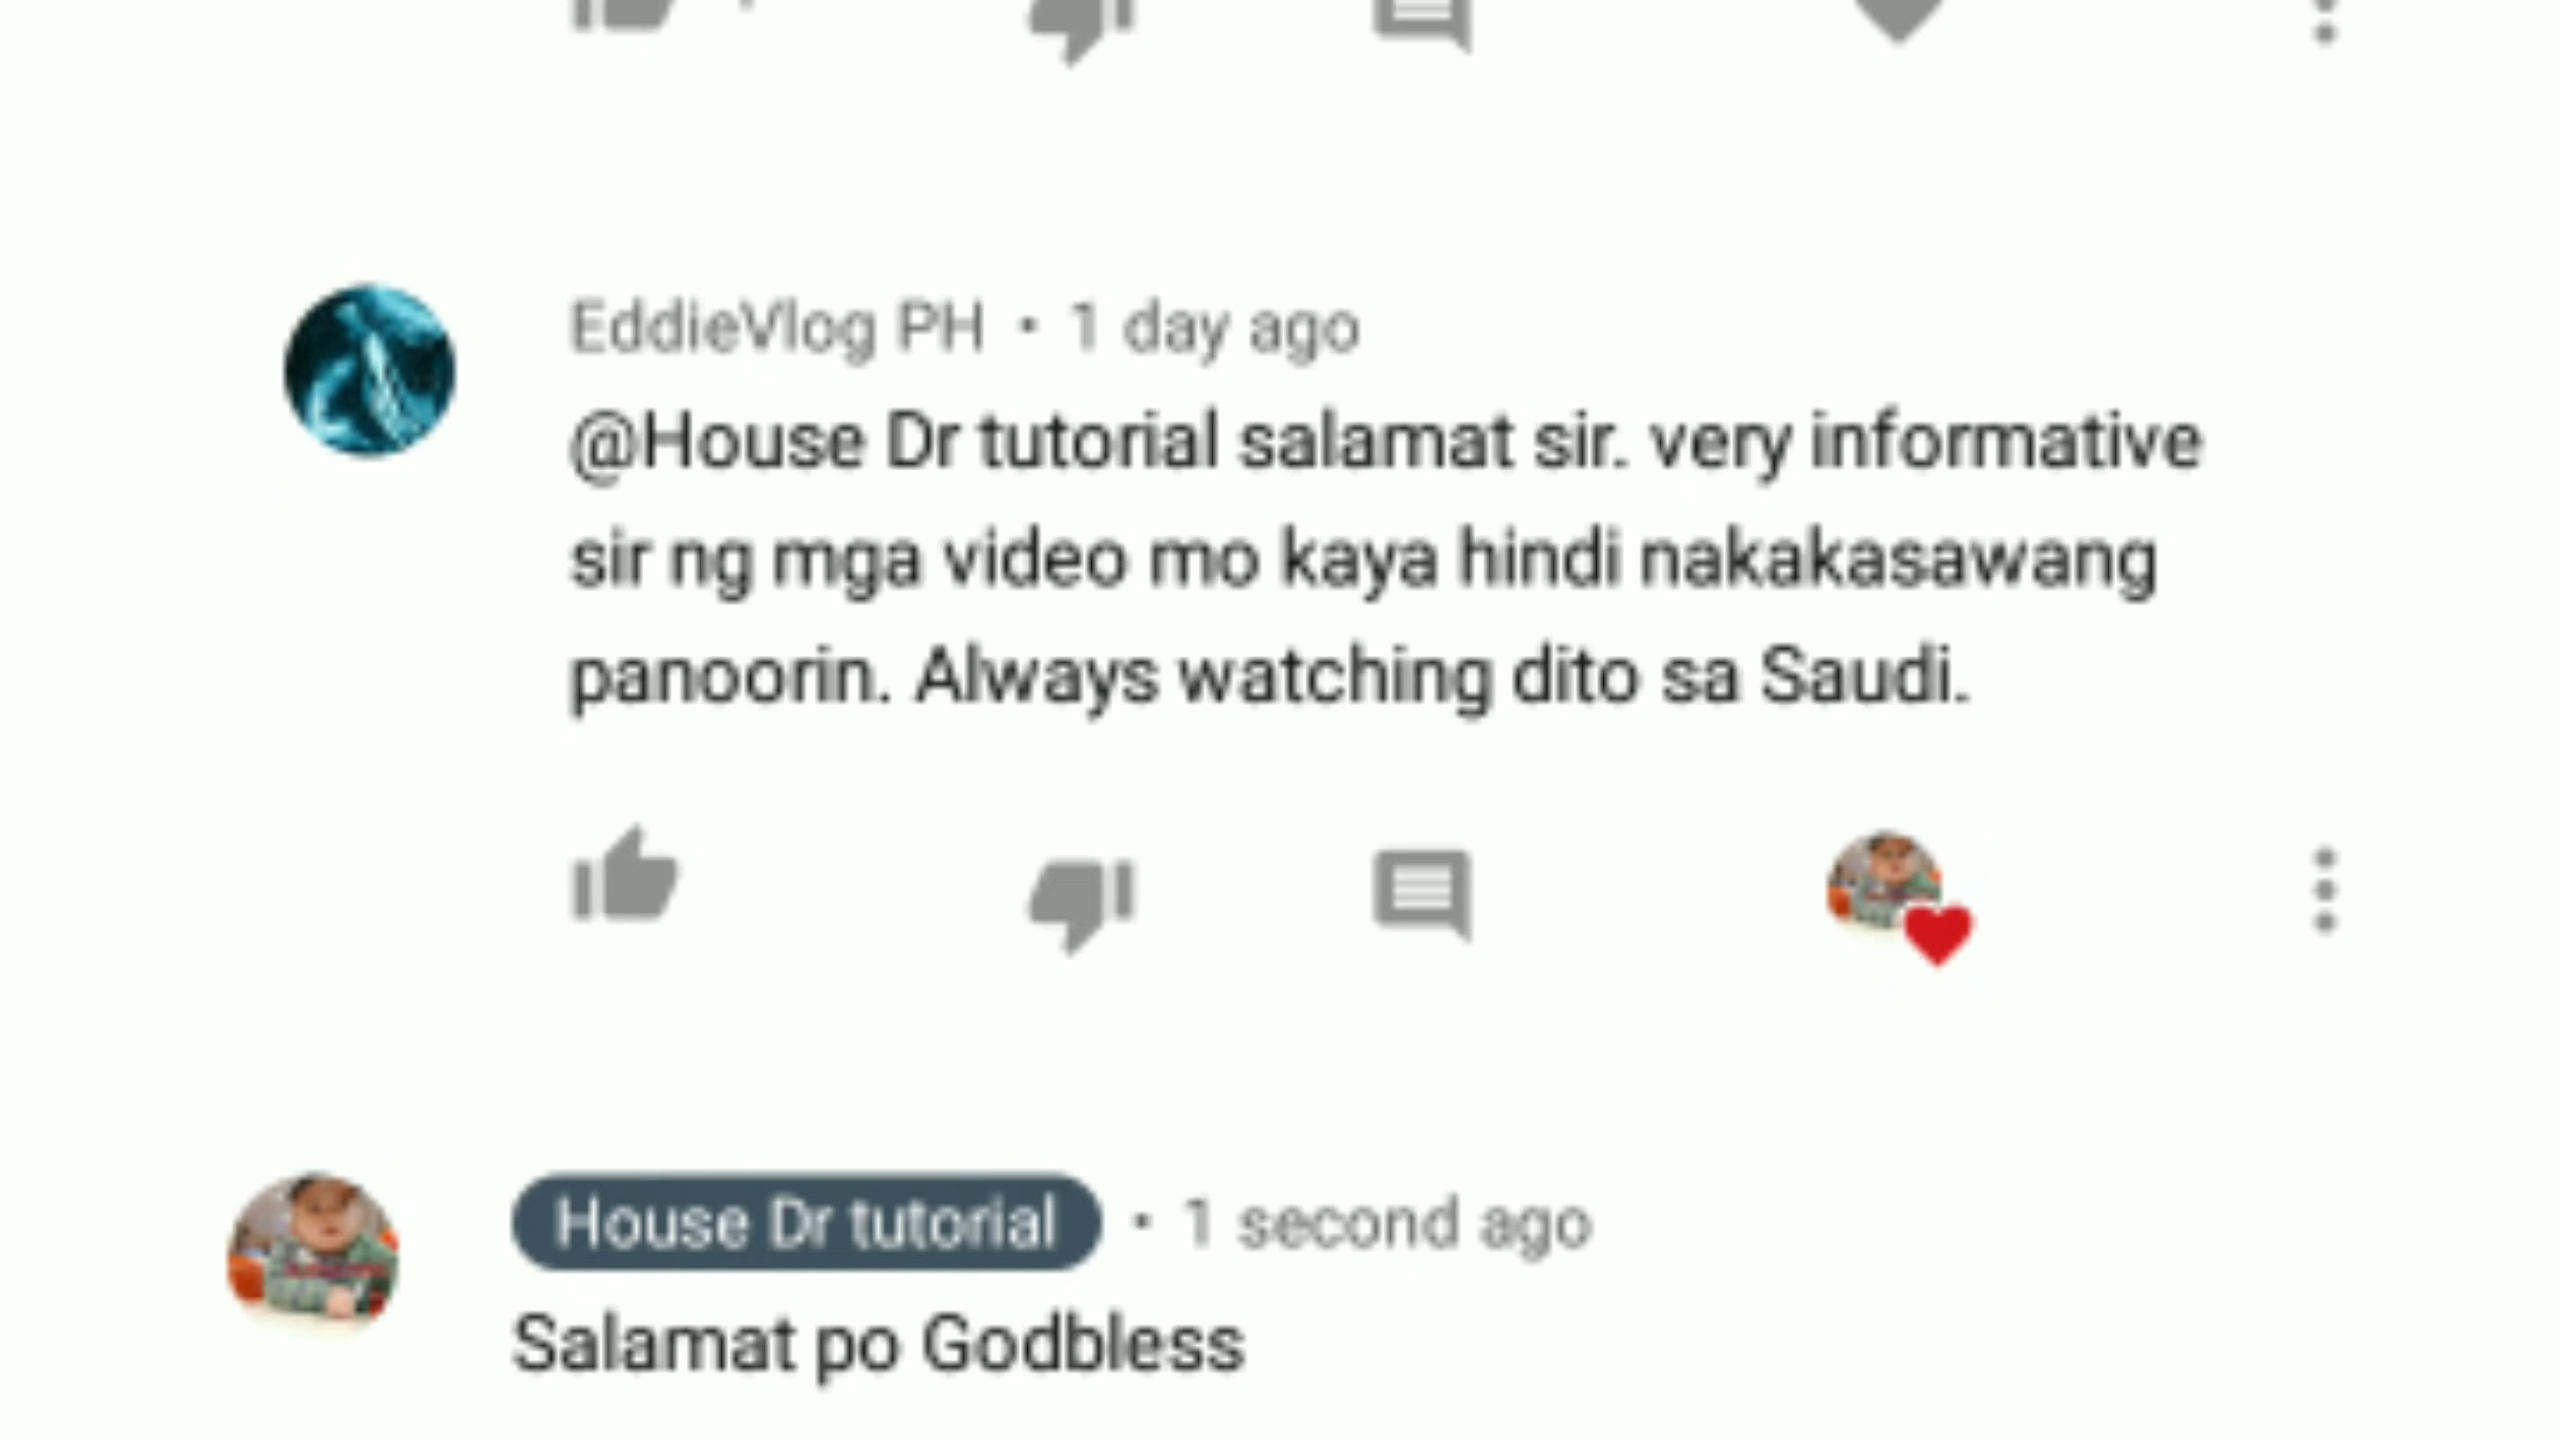 EddieVlog PH • 1 day ago
@House Dr tutorial salamat sir. very informative
sir ng mga video mo kaya hindi nakakasawang
panoorin. Always watching dito sa Saudi.
House Dr tutorial • 1 second ago
Salamat po Godbless